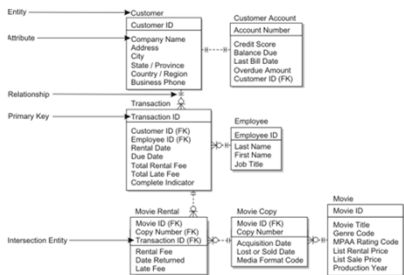 Entity
Customer
Customer ID
Attribute
Company Name
Address
City
State / Province
Country / Region
Business Phone
Customer Account
Account Number
Credit Score
Balance Due
Last Bill Date
Overdue Amount
Customer ID (FK)
Relationship
Transaction
Primary Key
Transaction ID
Customer ID (FK)
Employee ID (FK)
Rental Date
Due Date
Total Rental Fee
Total Late Fee
Complete Indicator
Employee
Employee ID
Last Name
First Name
Job Title
Movie Rental
Movie ID (FK)
Copy Number (FK)
Intersection Entity
Transaction ID (FK)
Rental Fee
Date Returned
Late Fee
Movie Copy
Movie ID (FK)
Copy Number
Acquisition Date
Lost or Sold Date
Media Format Code
Movie
Movie ID
Movie Title
Genre Code
MPAA Rating Code
List Rental Price
List Sale Price
Production Year